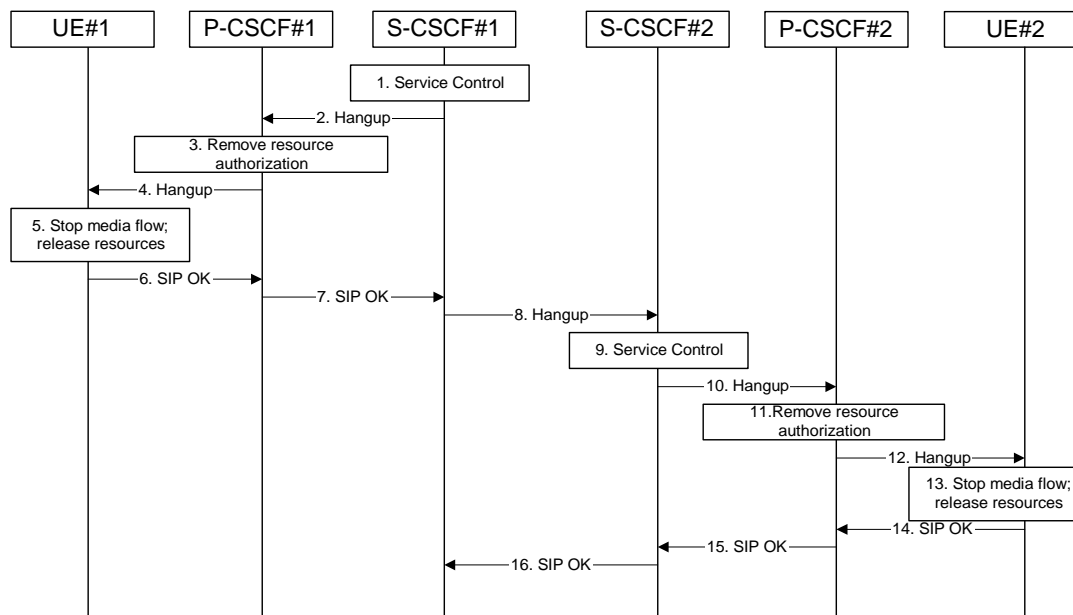 UE#1
P-CSCF#1
S-CSCF#1
S-CSCF#2
P-CSCF#2
UE#2
1. Service Control
2. Hangup
3. Remove resource
authorization
4. Hangup
5. Stop media flow;
release resources
6. SIP OK
7. SIP OK
8. Hangup
9. Service Control
10. Hangup
11.Remove resource
authorization
12. Hangup
13. Stop media flow;
release resources
14. SIP OK
15. SIP OK
16. SIP OK